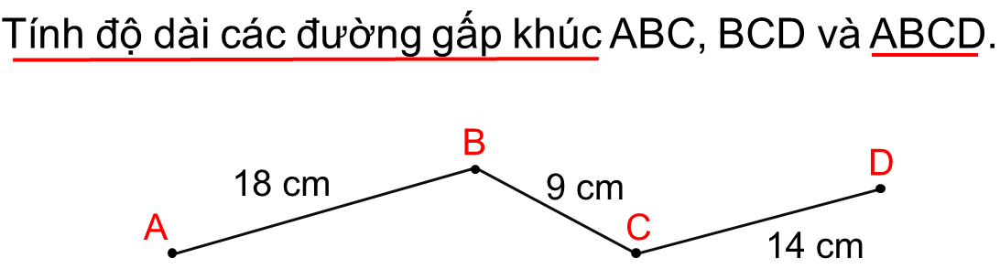 Tính độ dài các đường gấp khúc ABC, BCD và ABCD.
B
D
18 cm
9 cm
A
C
14 cm